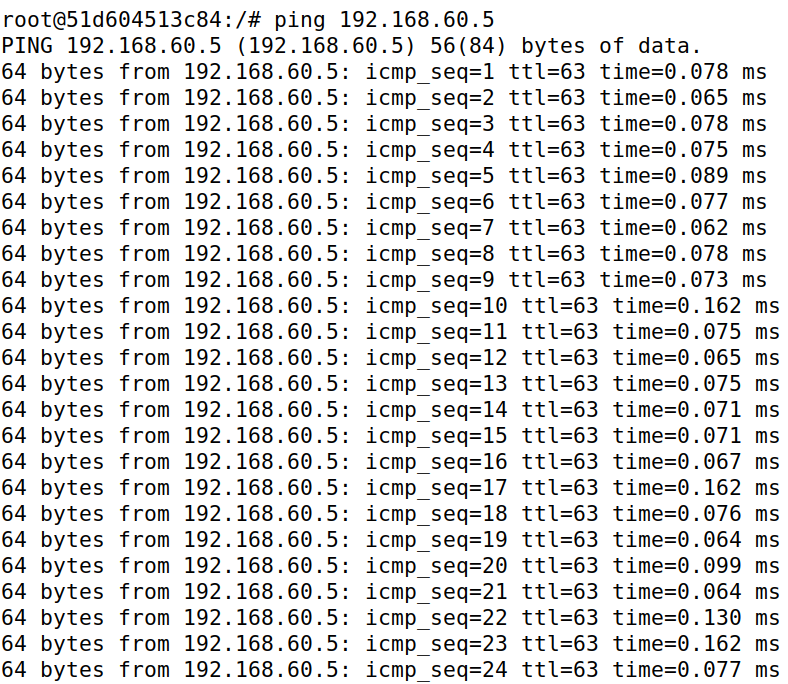 root@51d604513c84:/# ping 192.168.60.5
PING 192.168.60.5 (192.168.60.5) 56(84) bytes of data.
64 bytes from 192.168.60.5: icmp_seq=1 ttl=63 time=0.078 ms
64 bytes from 192.168.60.5: icmp_seq=2 ttl=63 time=0.065 ms
64 bytes from 192.168.60.5: icmp_seq=3 ttl=63 time=0.078 ms
64 bytes from 192.168.60.5: icmp_seq=4 ttl=63 time=0.075 ms
64 bytes from 192.168.60.5: icmp_seq=5 ttl=63 time=0.089 ms
64 bytes from 192.168.60.5: icmp_seq=6 ttl=63 time=0.077 ms
64 bytes from 192.168.60.5: icmp_seq=7 ttl=63 time=0.062 ms
64 bytes from 192.168.60.5: icmp_seq=8 ttl=63 time=0.078 ms
64 bytes from 192.168.60.5: icmp_seq=9 ttl=63 time=0.073 ms
64 bytes from 192.168.60.5: icmp_seq=10 ttl=63 time=0.162 ms
64 bytes from 192.168.60.5: icmp_seq=11 ttl=63 time=0.075 ms
64 bytes from 192.168.60.5: icmp_seq=12 ttl=63 time=0.065 ms
64 bytes from 192.168.60.5: icmp_seq=13 ttl=63 time=0.075 ms
64 bytes from 192.168.60.5: icmp_seq=14 ttl=63 time=0.071 ms
64 bytes from 192.168.60.5: icmp_seq=15 ttl=63 time=0.071 ms
64 bytes from 192.168.60.5: icmp_seq=16 ttl=63 time=0.067 ms
64 bytes from 192.168.60.5: icmp_seq=17 ttl=63 time=0.162 ms
64 bytes from 192.168.60.5: icmp_seq=18 ttl=63 time=0.076 ms
64 bytes from 192.168.60.5: icmp_seq=19 ttl=63 time=0.064 ms
64 bytes from 192.168.60.5: icmp_seq=20 ttl=63 time=0.099 ms
64 bytes from 192.168.60.5: icmp_seq=21 ttl=63 time=0.064 ms
64 bytes from 192.168.60.5: icmp_seq=22 ttl=63 time=0.130 ms
64 bytes from 192.168.60.5: icmp_seq=23 ttl=63 time=0.162 ms
64 bytes from 192.168.60.5: icmp_seq=24 ttl=63 time=0.077 ms